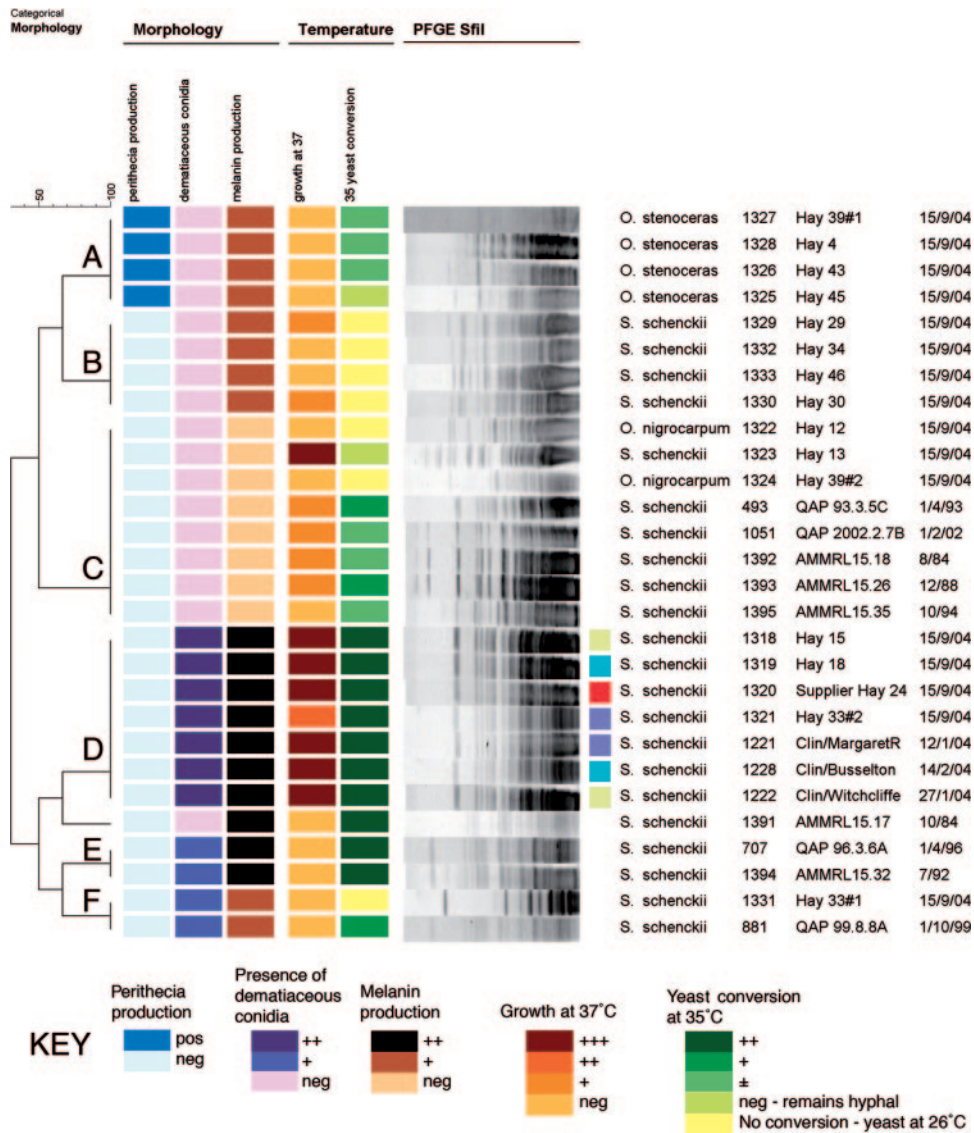 Categorical
Morphology
Morphology Temperature PFGE SfiI
perithecia production
dematiaceous conidia
melanin production
growth at 37
35 yeast conversion
50 100
A
B
C
D
E
F
O. stenoceras 1327 Hay 39#1 15/9/04
O. stenoceras 1328 Hay 4 15/9/04
O. stenoceras 1326 Hay 43 15/9/04
O. stenoceras 1325 Hay 45 15/9/04
S. schenckii 1329 Hay 29 15/9/04
S. schenckii 1332 Hay 34 15/9/04
S. schenckii 1333 Hay 46 15/9/04
S. schenckii 1330 Hay 30 15/9/04
O. nigrocarpum 1322 Hay 12 15/9/04
S. schenckii 1323 Hay 13 15/9/04
O. nigrocarpum 1324 Hay 39#2 15/9/04
S. schenckii 493 QAP 93.3.5C 1/4/93
S. schenckii 1051 QAP 2002.2.7B 1/2/02
S. schenckii 1392 AMMRL15.18 8/84
S. schenckii 1393 AMMRL15.26 12/88
S. schenckii 1395 AMMRL15.35 10/94
S. schenckii 1318 Hay 15 15/9/04
S. schenckii 1319 Hay 18 15/9/04
S. schenckii 1320 Supplier Hay 24 15/9/04
S. schenckii 1321 Hay 33#2 15/9/04
S. schenckii 1221 Clin/MargaretR 12/1/04
S. schenckii 1228 Clin/Busselton 14/2/04
S. schenckii 1222 Clin/Witchcliffe 27/1/04
S. schenckii 1391 AMMRL15.17 10/84
S. schenckii 707 QAP 96.3.6A 1/4/96
S. schenckii 1394 AMMRL15.32 7/92
S. schenckii 1331 Hay 33#1 15/9/04
S. schenckii 881 QAP 99.8.8A 1/10/99
KEY
Perithecia
production
pos
neg
Presence of
dematiaceous
conidia
++
+
neg
Melanin
production
++
+
neg
Growth at 37°C
+++
++
+
neg
Yeast conversion
at 35°C
++
+
±
neg - remains hyphal
No conversion - yeast at 26°C